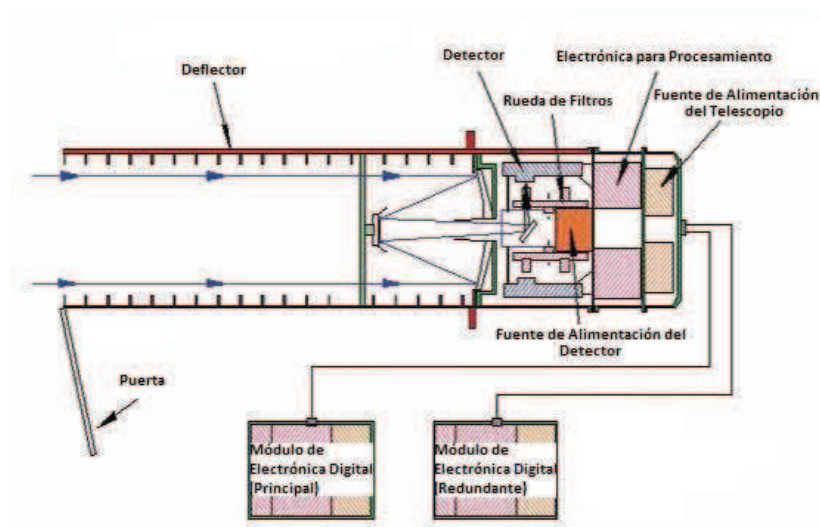 Deflector
Detector
Electrónica para Procesamiento
Rueda de Filtros
Fuente de Alimentación
del Telescopio
Fuente de Alimentación del
Detector
Puerta
Módulo de
Electrónica Digital
(Principal)
Módulo de
Electrónica Digital
(Redundante)